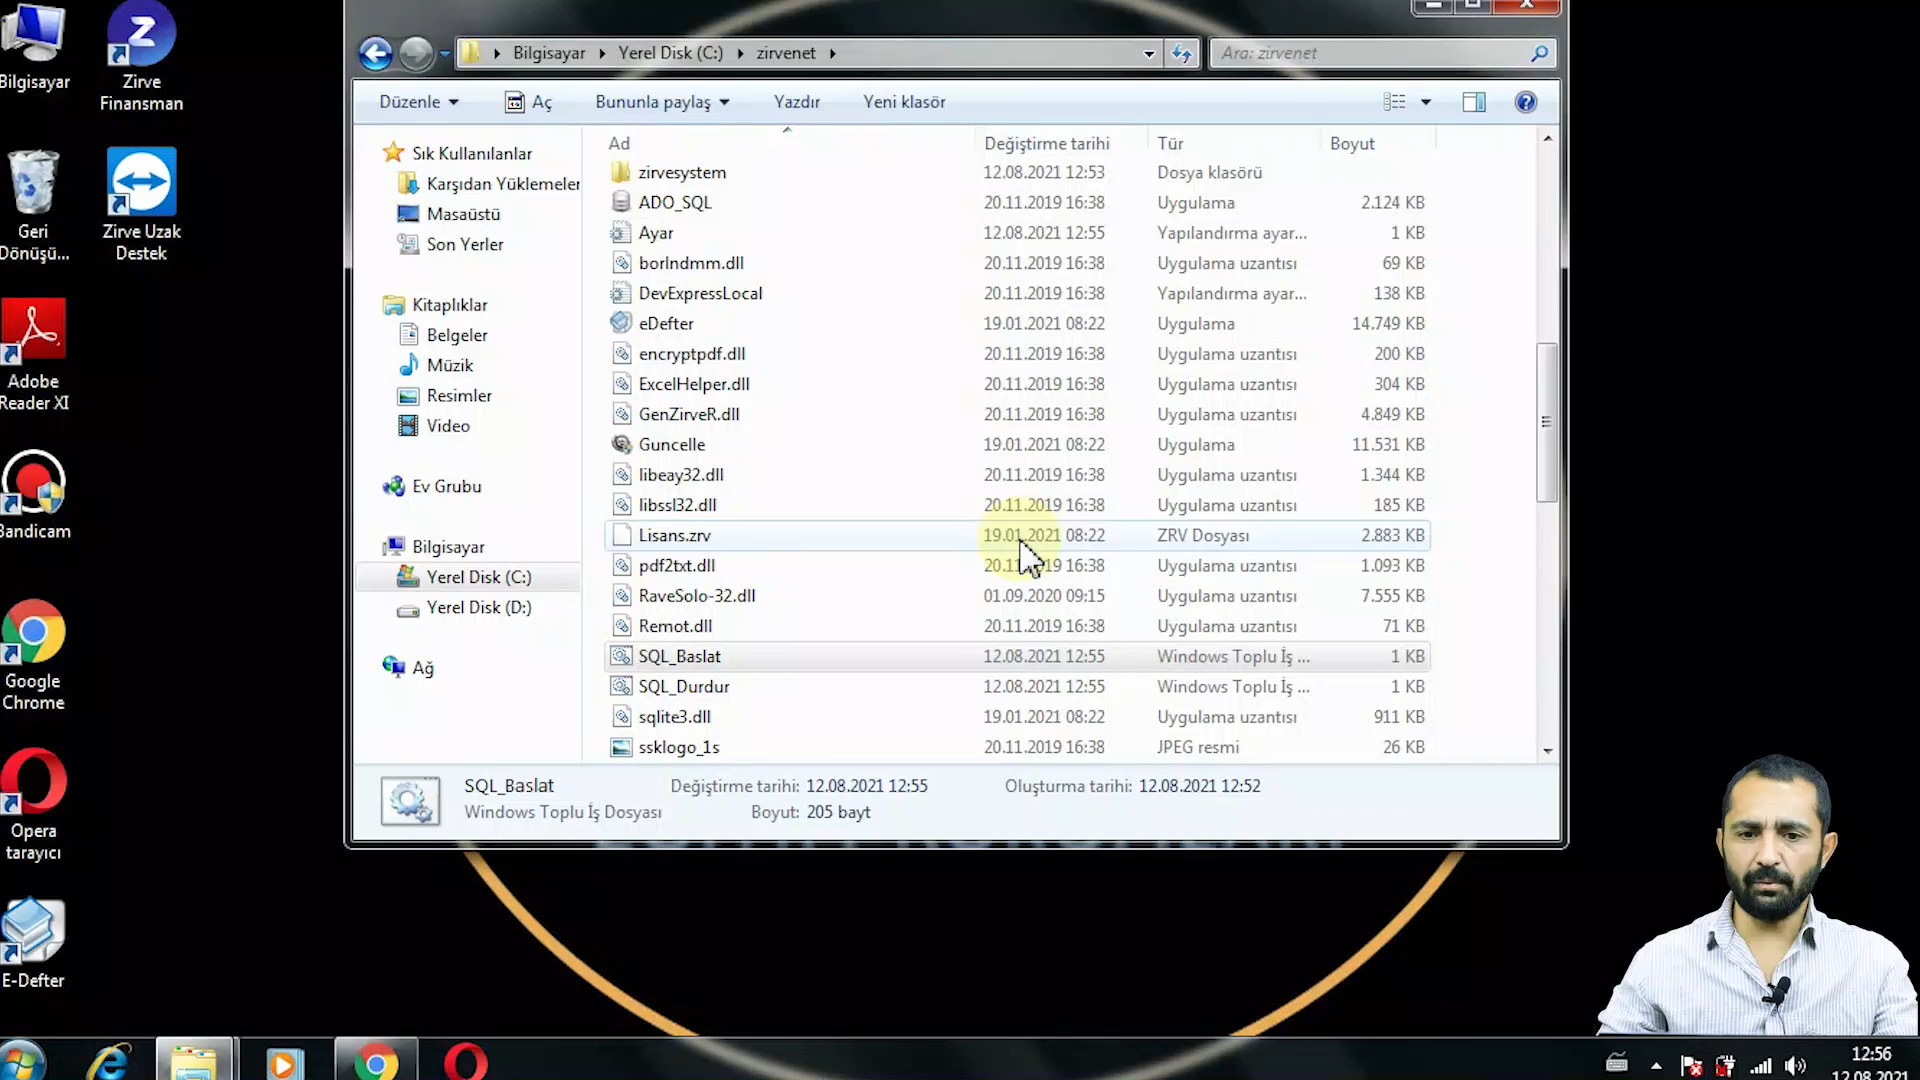 Bilgisayar
Zirve
Finansman
Geri
Dönüşü...
Zirve Uzak
Destek
Adobe
Reader XI
Bandicam
Google
Chrome
Opera
tarayıcı
E-Defter
Bilgisayar
Yerel Disk (C:)
zirvenet
Ara: zirvenet
Düzenle
Aç
Bununla paylaş
Yazdır
Yeni klasör
Sık Kullanılanlar
Karşıdan Yüklemeler
Masaüstü
Son Yerler
Kitaplıklar
Belgeler
Müzik
Resimler
Video
Ev Grubu
Bilgisayar
Yerel Disk (C:)
Yerel Disk (D:)
Ağ
Ad Değiştirme tarihi Tür Boyut
zirvesystem 12.08.2021 12:53 Dosya klasörü
ADO_SQL 20.11.2019 16:38 Uygulama 2.124 KB
Ayar 12.08.2021 12:55 Yapılandırma ayar... 1 KB
borlndmm.dll 20.11.2019 16:38 Uygulama uzantısı 69 KB
DevExpressLocal 20.11.2019 16:38 Yapılandırma ayar... 138 KB
eDefter 19.01.2021 08:22 Uygulama 14.749 KB
encryptpdf.dll 20.11.2019 16:38 Uygulama uzantısı 200 KB
ExcelHelper.dll 20.11.2019 16:38 Uygulama uzantısı 304 KB
GenZirveR.dll 20.11.2019 16:38 Uygulama uzantısı 4.849 KB
Guncelle 19.01.2021 08:22 Uygulama 11.531 KB
libeay32.dll 20.11.2019 16:38 Uygulama uzantısı 1.344 KB
libssl32.dll 20.11.2019 16:38 Uygulama uzantısı 185 KB
Lisans.zrv 19.01.2021 08:22 ZRV Dosyası 2.883 KB
pdf2txt.dll 20.11.2019 16:38 Uygulama uzantısı 1.093 KB
RaveSolo-32.dll 01.09.2020 09:15 Uygulama uzantısı 7.555 KB
Remot.dll 20.11.2019 16:38 Uygulama uzantısı 71 KB
SQL_Baslat 12.08.2021 12:55 Windows Toplu İş ... 1 KB
SQL_Durdur 12.08.2021 12:55 Windows Toplu İş ... 1 KB
sqlite3.dll 19.01.2021 08:22 Uygulama uzantısı 911 KB
ssklogo_1s 20.11.2019 16:38 JPEG resmi 26 KB
SQL_Baslat Değiştirme tarihi: 12.08.2021 12:55 Oluşturma tarihi: 12.08.2021 12:52
Windows Toplu İş Dosyası Boyut: 205 bayt
12:56
12.08.2021